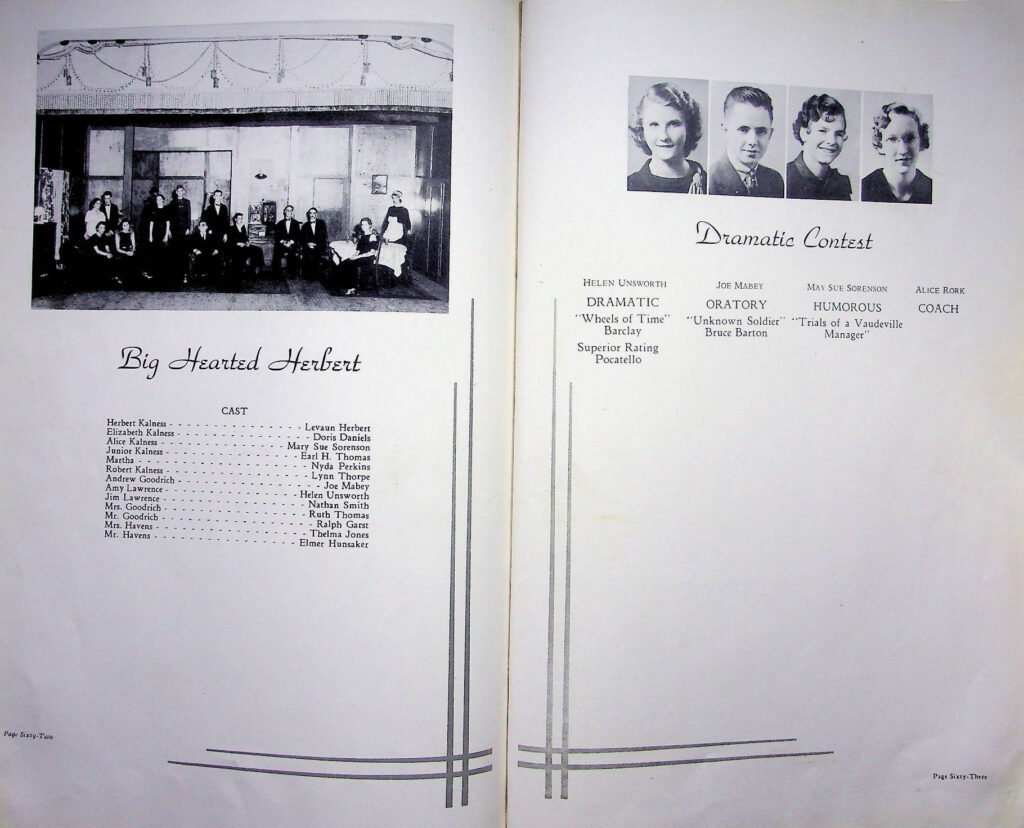 Big Hearted Herbert
CAST
Herbert Kalness - - - - - - - - - - - - - - - - Levaun Herbert
Elizabeth Kalness - - - - - - - - - - - - - - - - Doris Daniels
Alice Kalness - - - - - - - - - - - - - - - - Mary Sue Sorenson
Junior Kalness - - - - - - - - - - - - - - - - Earl H. Thomas
Martha - - - - - - - - - - - - - - - - Nyda Perkins
Robert Kalness - - - - - - - - - - - - - - - - Lynn Thorpe
Andrew Goodrich - - - - - - - - - - - - - - - - Joe Mabey
Amy Lawrence - - - - - - - - - - - - - - - - Helen Unsworth
Jim Lawrence - - - - - - - - - - - - - - - - Nathan Smith
Mrs. Goodrich - - - - - - - - - - - - - - - - Ruth Thomas
Mr. Goodrich - - - - - - - - - - - - - - - - Ralph Garst
Mrs. Havens - - - - - - - - - - - - - - - - Thelma Jones
Mr. Havens - - - - - - - - - - - - - - - - Elmer Hunsaker
Page Sixty-Two
Dramatic Contest
HELEN UNSWORTH JOE MABEY MAY SUE SORENSON ALICE RORK
DRAMATIC ORATORY HUMOROUS COACH
"Wheels of Time" "Unknown Soldier" "Trials of a Vaudeville
Barclay Bruce Barton Manager"
Superior Rating
Pocatello
Page Sixty-Three